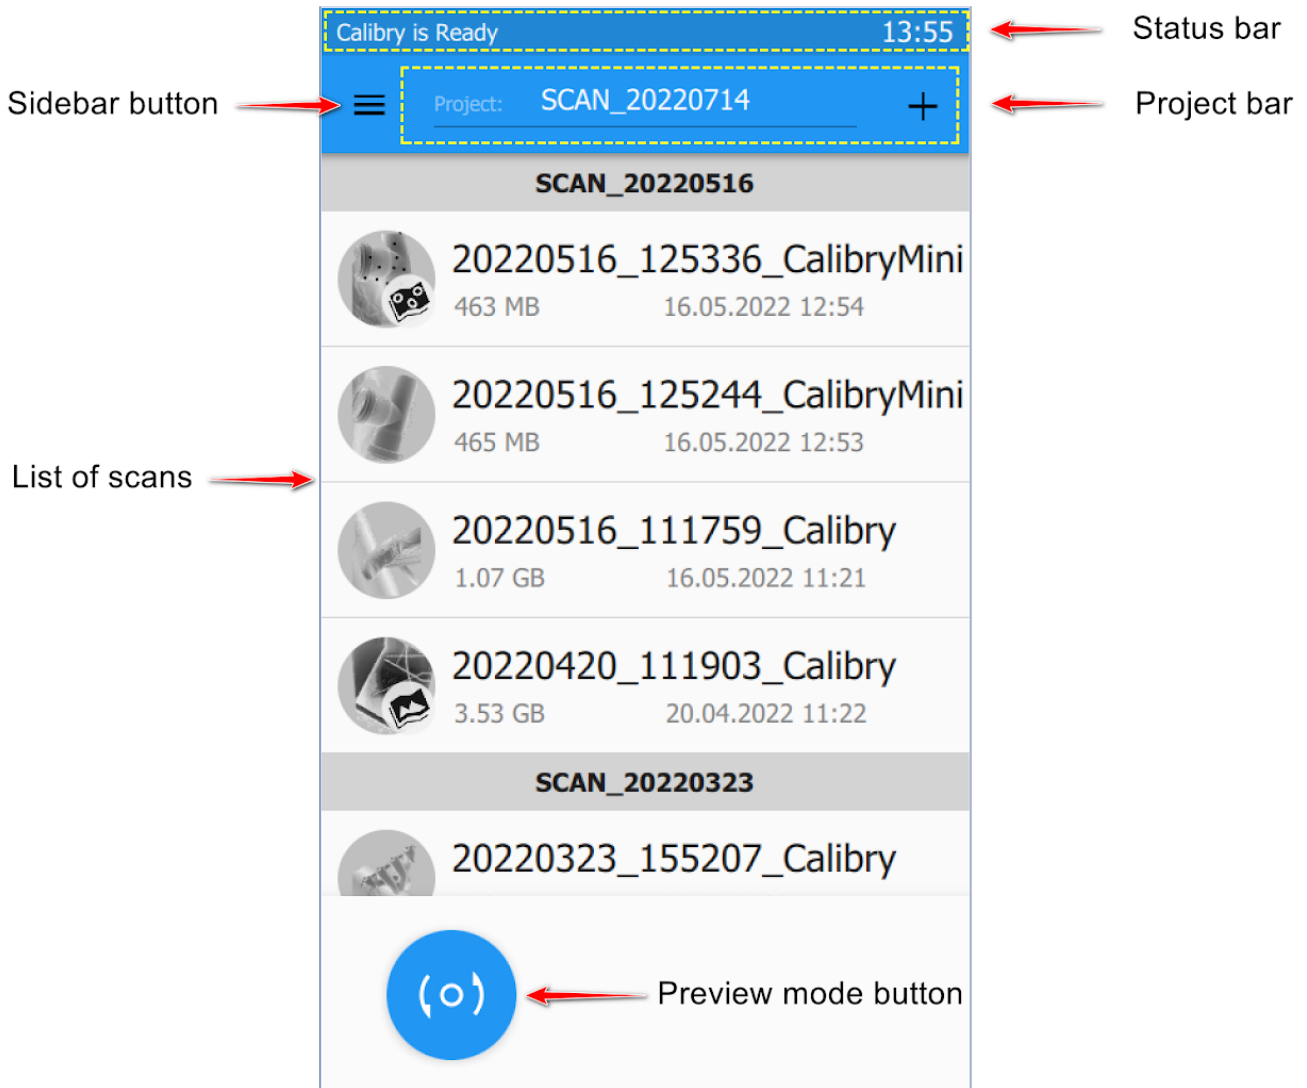 Calibry is Ready 13:55
Status bar
Sidebar button
Project: SCAN_20220714
Project bar
SCAN_20220516
20220516_125336_CalibryMini
463 MB 16.05.2022 12:54
20220516_125244_CalibryMini
465 MB 16.05.2022 12:53
List of scans
20220516_111759_Calibry
1.07 GB 16.05.2022 11:21
20220420_111903_Calibry
3.53 GB 20.04.2022 11:22
SCAN_20220323
20220323_155207_Calibry
Preview mode button